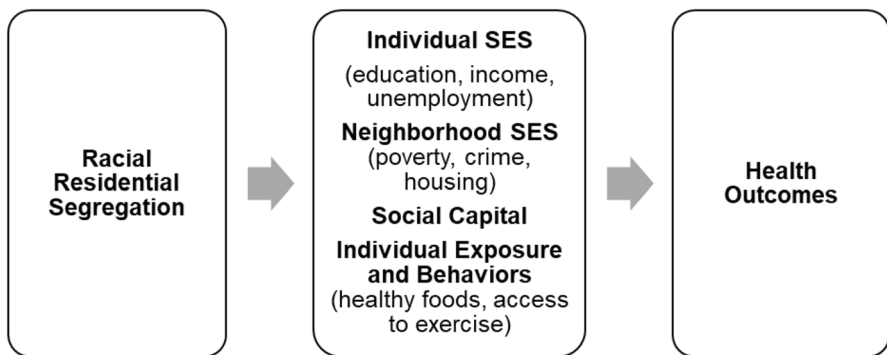 Racial
Residential
Segregation
Individual SES
(education, income,
unemployment)
Neighborhood SES
(poverty, crime,
housing)
Social Capital
Individual Exposure
and Behaviors
(healthy foods, access
to exercise)
Health
Outcomes